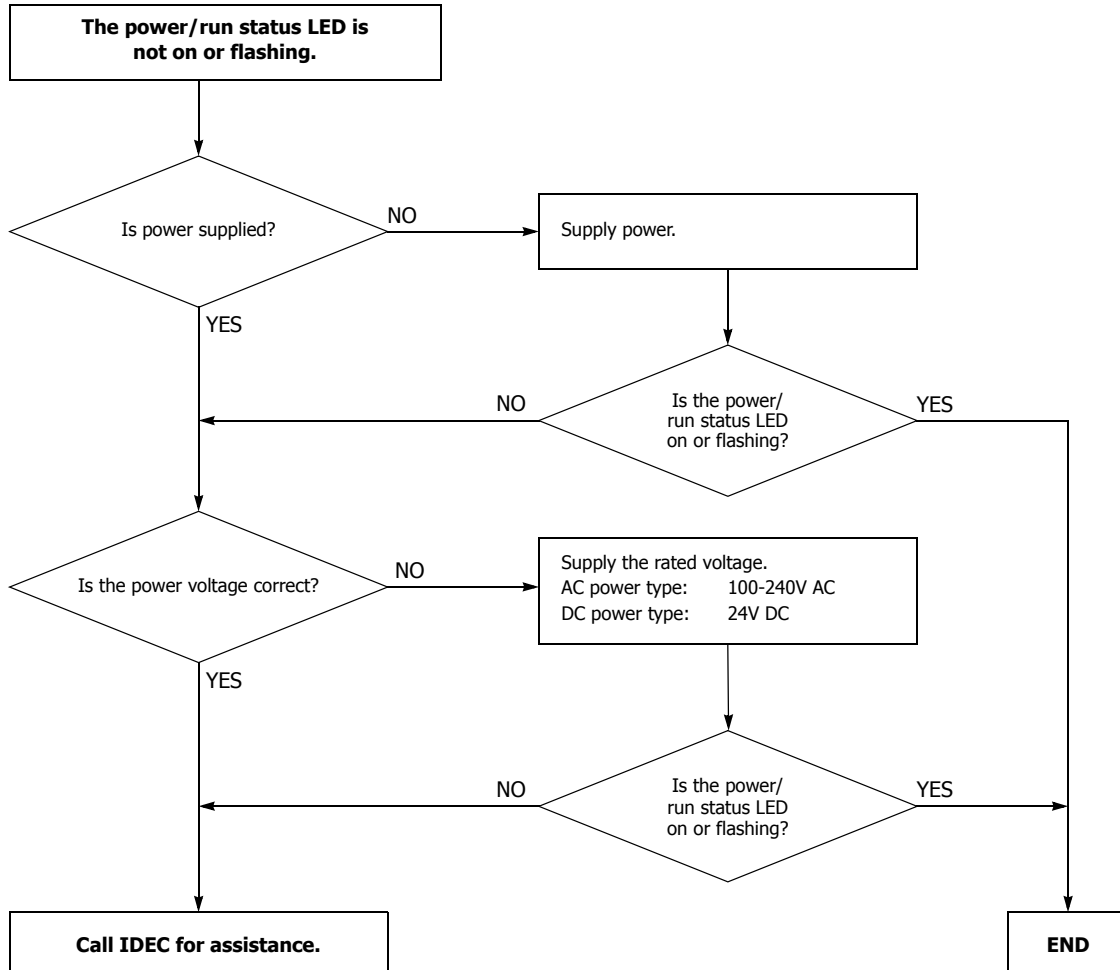 The power/run status LED is
not on or flashing.
Is power supplied?
NO
Supply power.
YES
Is the power/
run status LED
on or flashing?
NO
YES
Is the power voltage correct?
NO
Supply the rated voltage.
AC power type: 100-240V AC
DC power type: 24V DC
YES
Is the power/
run status LED
on or flashing?
NO
YES
Call IDEC for assistance.
END